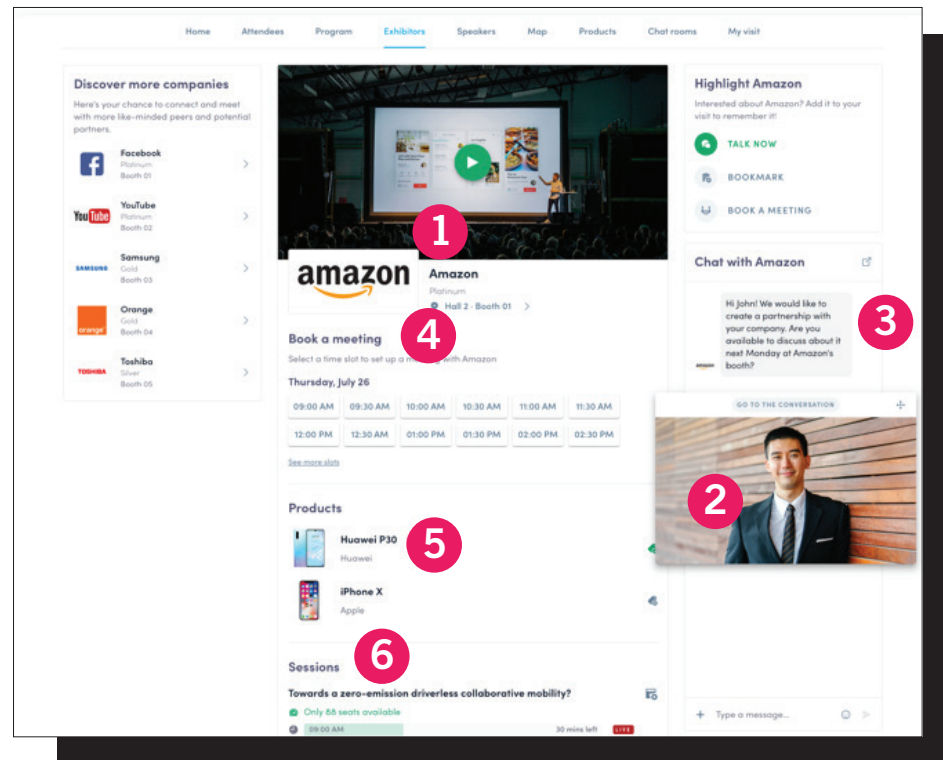 Home Attendees Program Exhibitors Speakers Map Products Chat rooms My visit
Discover more companies
Here's your chance to connect and meet
with more like-minded peers and potential
partners.
Facebook
Platinum
Booth 01
YouTube
YouTube
Platinum
Booth 02
SAMSUNG
Samsung
Gold
Booth 03
orange
Orange
Gold
Booth 04
TOSHIBA
Toshiba
Silver
Booth 05
1
amazon
Amazon
Platinum
Hall 2 - Booth 01
4
Book a meeting
Select a time slot to set up a meeting with Amazon
Thursday, July 26
09:00 AM 09:30 AM 10:00 AM 10:30 AM 11:00 AM 11:30 AM
12:00 PM 12:30 AM 01:00 PM 01:30 PM 02:00 PM 02:30 PM
See more slots
Products
Huawei P30
Huawei
5
iPhone X
Apple
6
Sessions
Towards a zero-emission driverless collaborative mobility?
Only 88 seats available
09:00 AM 30 mins left LIVE
Highlight Amazon
Interested about Amazon? Add it to your
visit to remember it!
TALK NOW
BOOKMARK
BOOK A MEETING
Chat with Amazon
amazon
Hi John! We would like to
create a partnership with
your company. Are you
available to discuss about it
next Monday at Amazon's
booth?
3
GO TO THE CONVERSATION
2
Type a message...